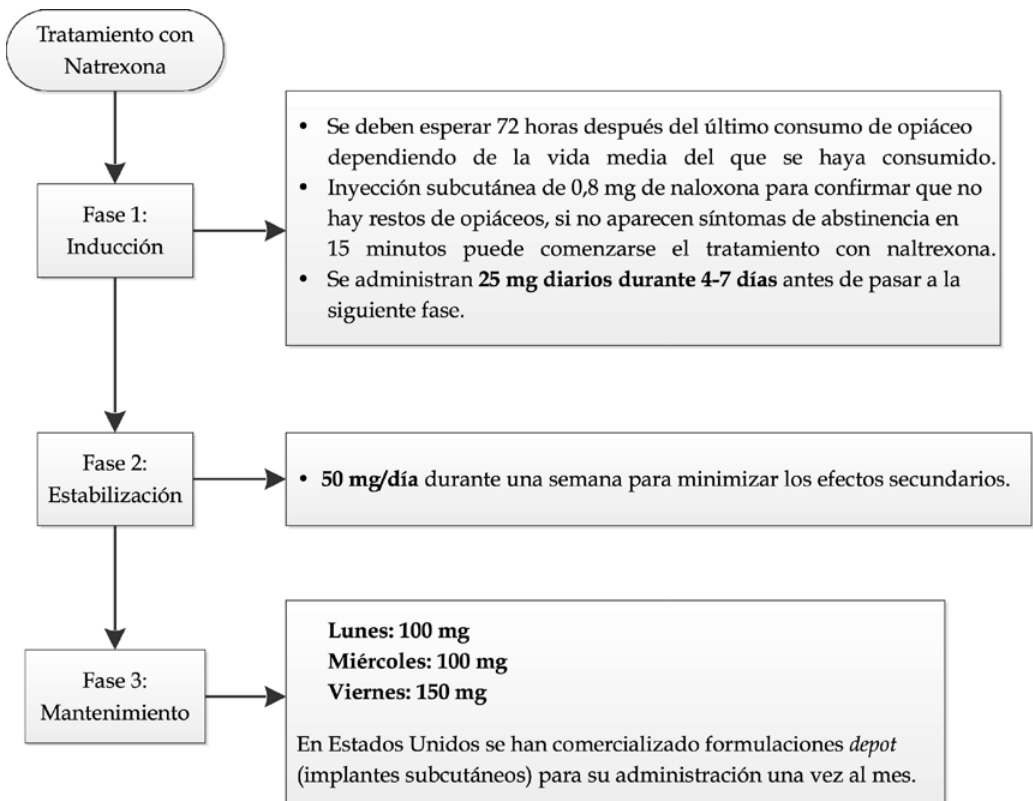 Tratamiento con
Natrexona
Fase 1:
Inducción
• Se deben esperar 72 horas después del último consumo de opiáceo
dependiendo de la vida media del que se haya consumido.
• Inyección subcutánea de 0,8 mg de naloxona para confirmar que no
hay restos de opiáceos, si no aparecen síntomas de abstinencia en
15 minutos puede comenzarse el tratamiento con naltrexona.
• Se administran 25 mg diarios durante 4-7 días antes de pasar a la
siguiente fase.
Fase 2:
Estabilización
• 50 mg/día durante una semana para minimizar los efectos secundarios.
Fase 3:
Mantenimiento
Lunes: 100 mg
Miércoles: 100 mg
Viernes: 150 mg
En Estados Unidos se han comercializado formulaciones depot
(implantes subcutáneos) para su administración una vez al mes.